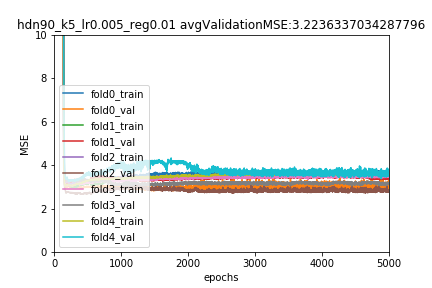 hdn90_k5_lr0.005_reg0.01 avgValidationMSE:3.2236337034287796
10
8
6
4
2
0
MSE
fold0_train
fold0_val
fold1_train
fold1_val
fold2_train
fold2_val
fold3_train
fold3_val
fold4_train
fold4_val
0 1000 2000 3000 4000 5000
epochs